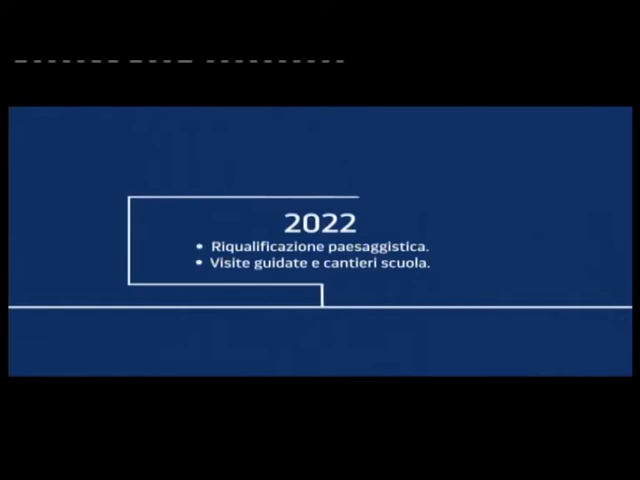 2022
• Riqualificazione paesaggistica.
• Visite guidate e cantieri scuola.